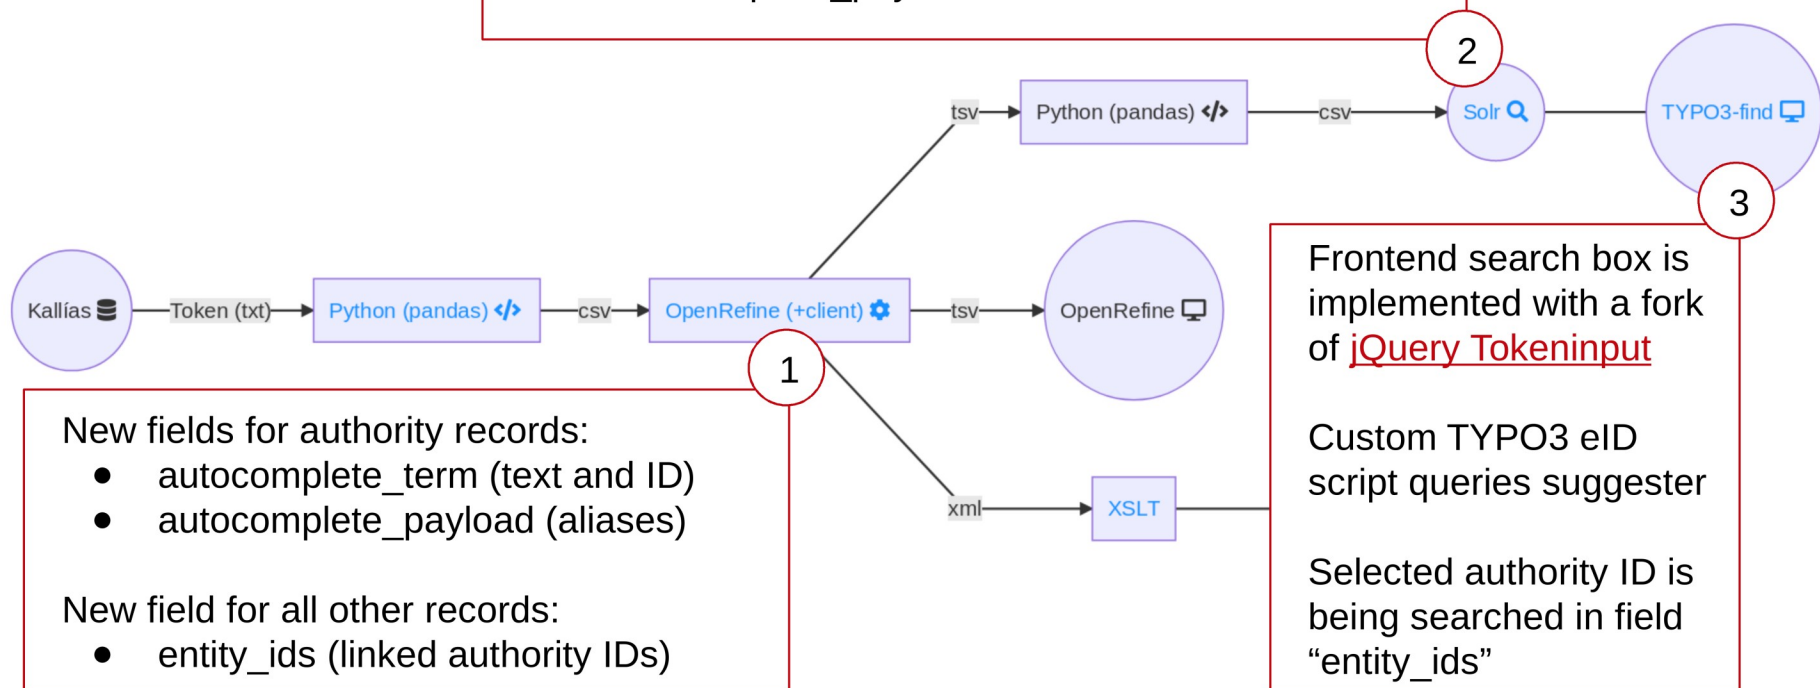 2
tsv
Python (pandas)
csv
Solr
TYPO3-find
3
Kallías
Token (txt)
Python (pandas)
csv
OpenRefine (+client)
tsv
OpenRefine
1
xml
XSLT
New fields for authority records:
● autocomplete_term (text and ID)
● autocomplete_payload (aliases)
New field for all other records:
● entity_ids (linked authority IDs)
Frontend search box is
implemented with a fork
of jQuery Tokeninput
Custom TYPO3 eID
script queries suggester
Selected authority ID is
being searched in field
“entity_ids”